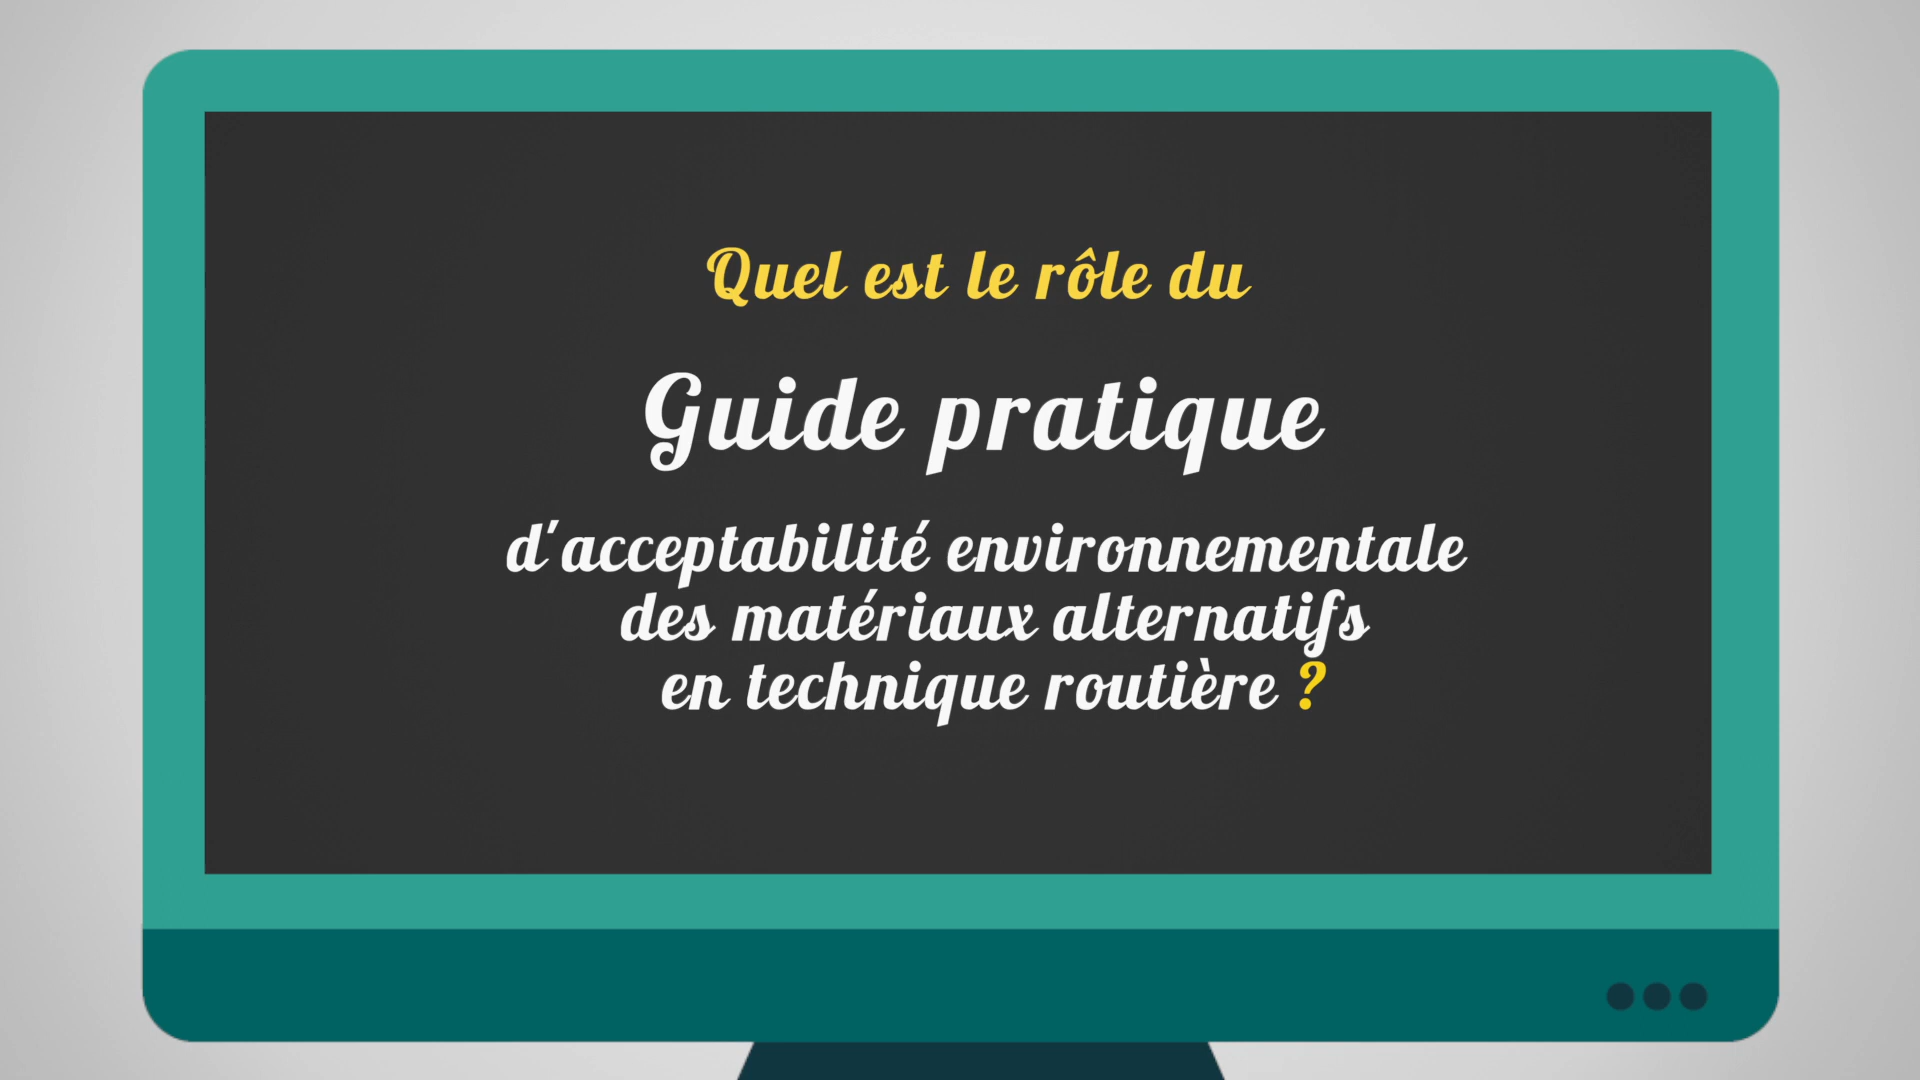 Quel est le rôle du
Guide pratique
d'acceptabilité environnementale
des matériaux alternatifs
en technique routière ?